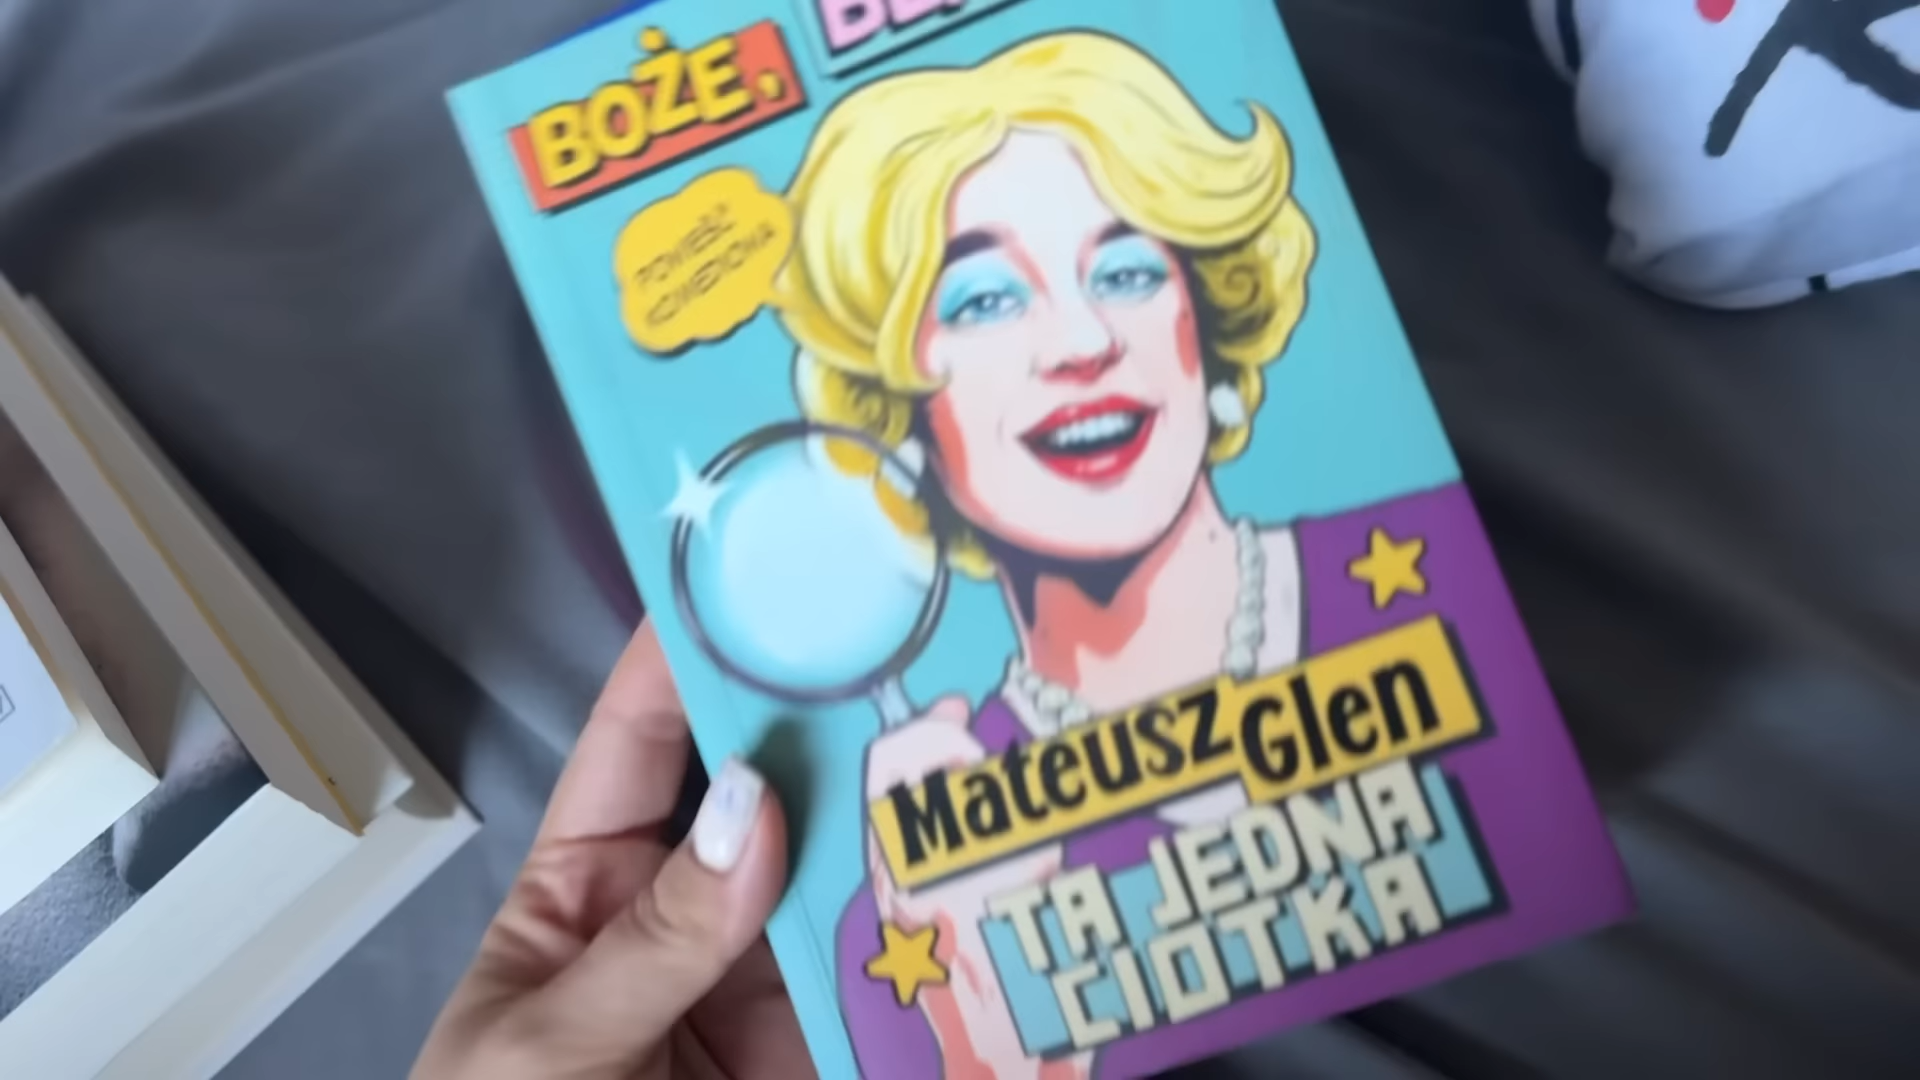 BOŻE,
POWIEŚĆ
KOMEDIOWA
Mateusz Glen
TA JEDNA
CIOTKA